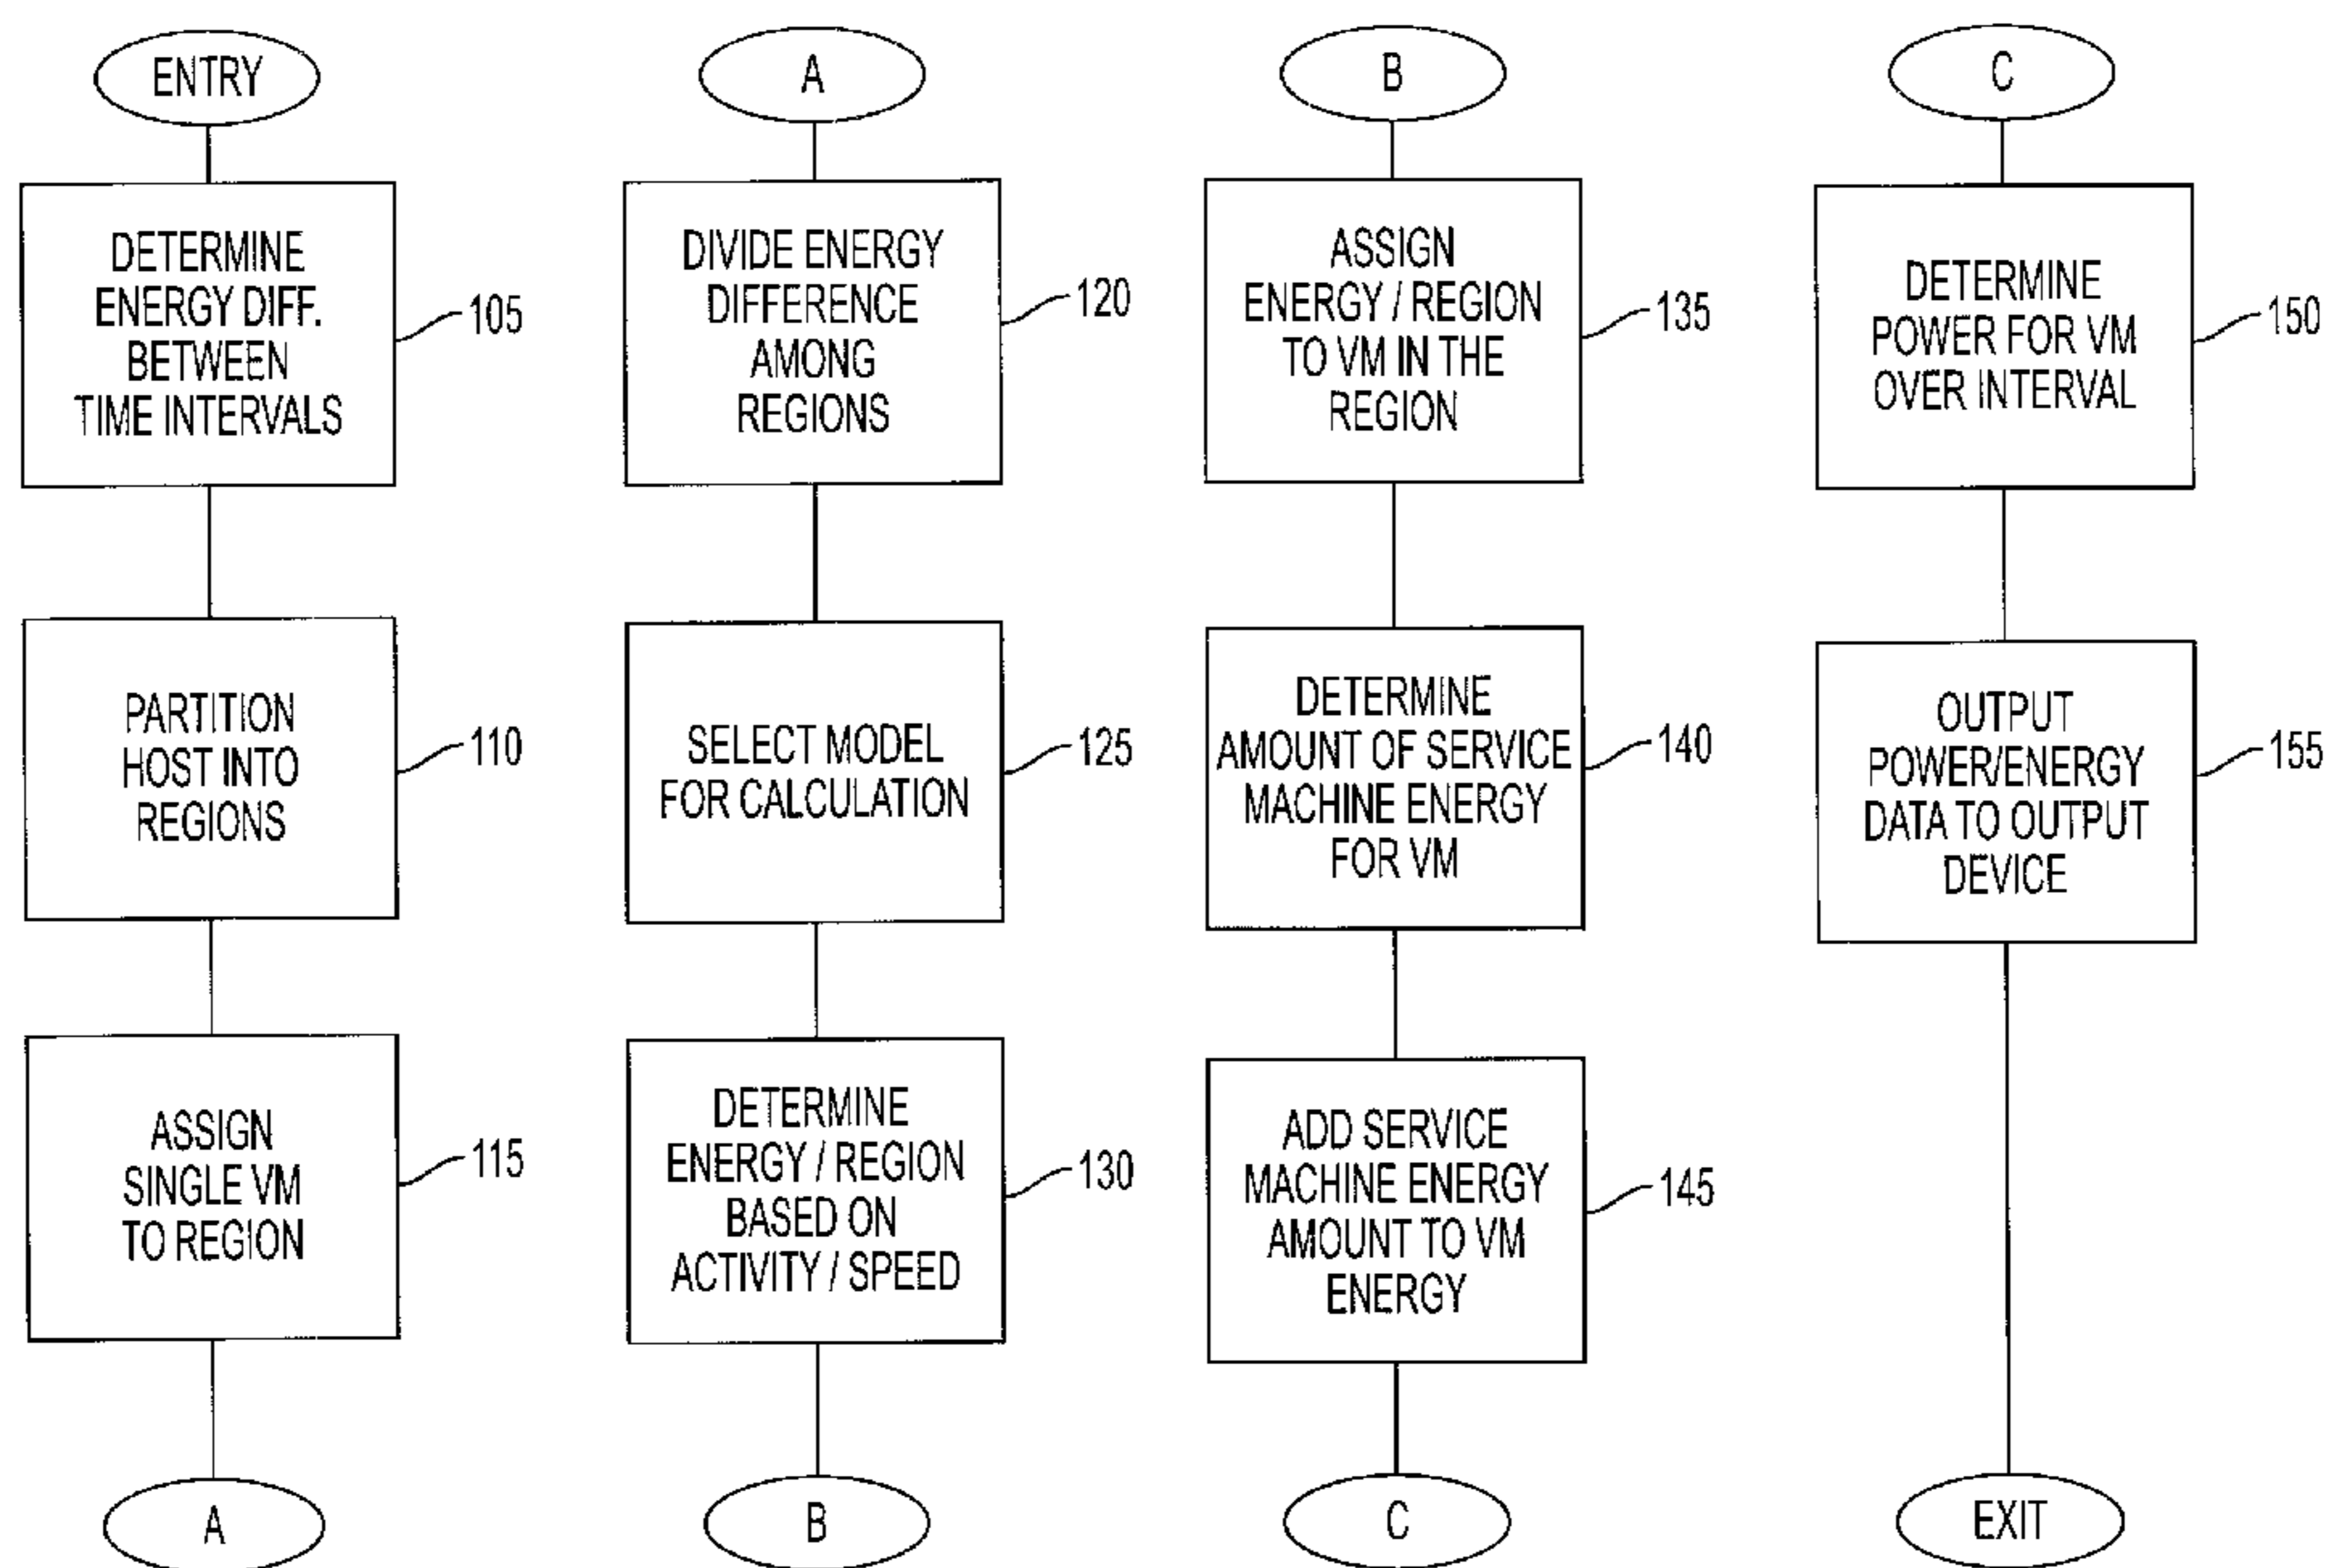 ENTRY
DETERMINE
ENERGY DIFF.
BETWEEN
TIME INTERVALS
105
PARTITION
HOST INTO
REGIONS
110
ASSIGN
SINGLE VM
TO REGION
115
A
A
DIVIDE ENERGY
DIFFERENCE
AMONG
REGIONS
120
SELECT MODEL
FOR CALCULATION
125
DETERMINE
ENERGY / REGION
BASED ON
ACTIVITY / SPEED
130
B
B
ASSIGN
ENERGY / REGION
TO VM IN THE
REGION
135
DETERMINE
AMOUNT OF SERVICE
MACHINE ENERGY
FOR VM
140
ADD SERVICE
MACHINE ENERGY
AMOUNT TO VM
ENERGY
145
C
C
DETERMINE
POWER FOR VM
OVER INTERVAL
150
OUTPUT
POWER/ENERGY
DATA TO OUTPUT
DEVICE
155
EXIT